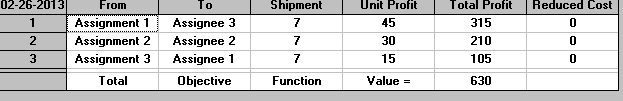 02-26-2013 From To Shipment Unit Profit Total Profit Reduced Cost
1 Assignment 1 Assignee 3 7 45 315 0
2 Assignment 2 Assignee 2 7 30 210 0
3 Assignment 3 Assignee 1 7 15 105 0
Total Objective Function Value = 630